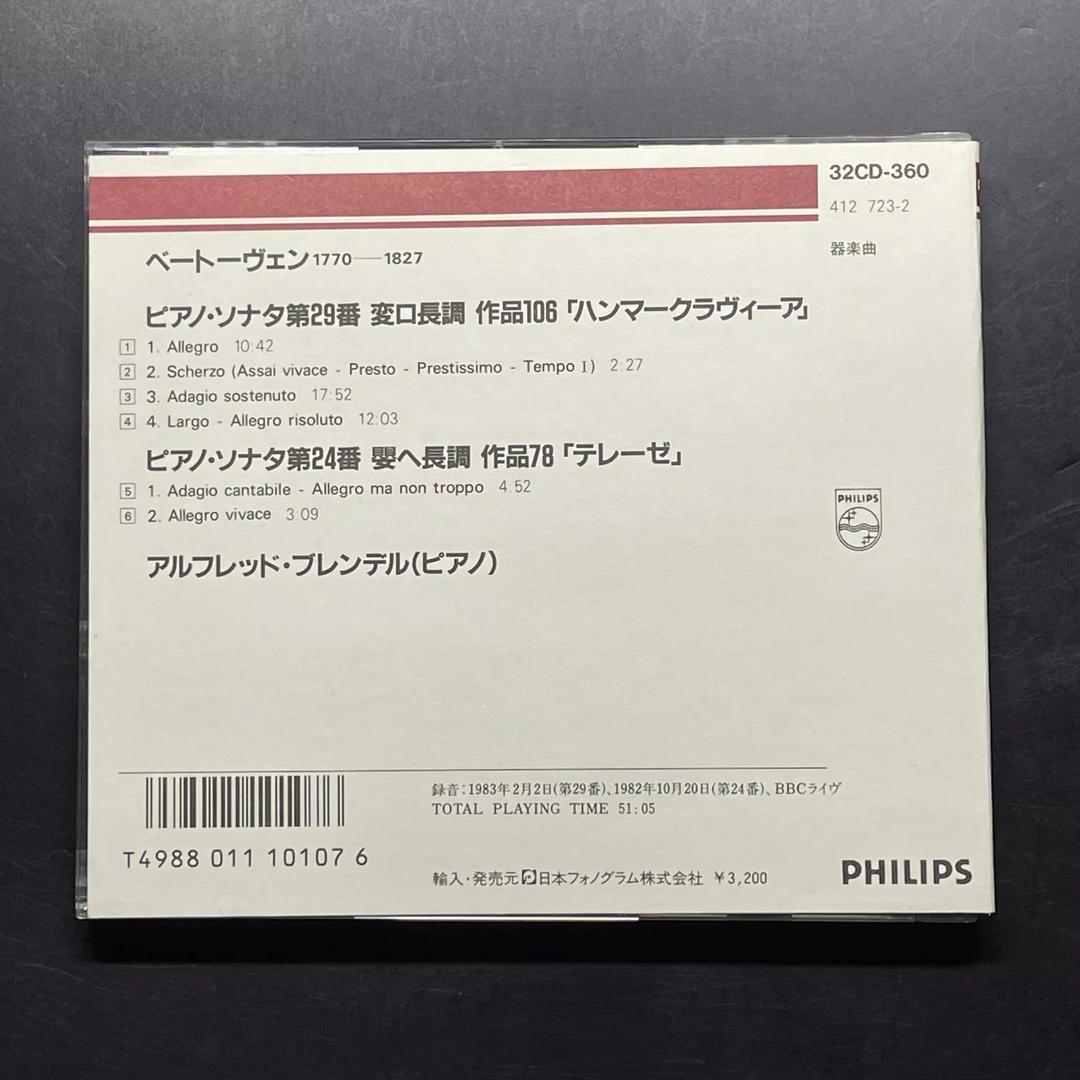 32CD-360
412 723-2
器楽曲
ベートーヴェン 1770——1827
ピアノ・ソナタ第29番 変ロ長調 作品106「ハンマークラヴィーア」
1 1. Allegro 10:42
2 2. Scherzo (Assai vivace - Presto - Prestissimo - Tempo I) 2:27
3 3. Adagio sostenuto 17:52
4 4. Largo - Allegro risoluto 12:03
ピアノ・ソナタ第24番 嬰ヘ長調 作品78「テレーゼ」
5 1. Adagio cantabile - Allegro ma non troppo 4:52
6 2. Allegro vivace 3:09
PHILIPS
アルフレッド・ブレンデル(ピアノ)
録音:1983年2月2日(第29番)、1982年10月20日(第24番)、BBCライヴ
TOTAL PLAYING TIME 51:05
T4988 011 10107 6
輸入・発売元 日本フォノグラム株式会社 ¥3,200
PHILIPS